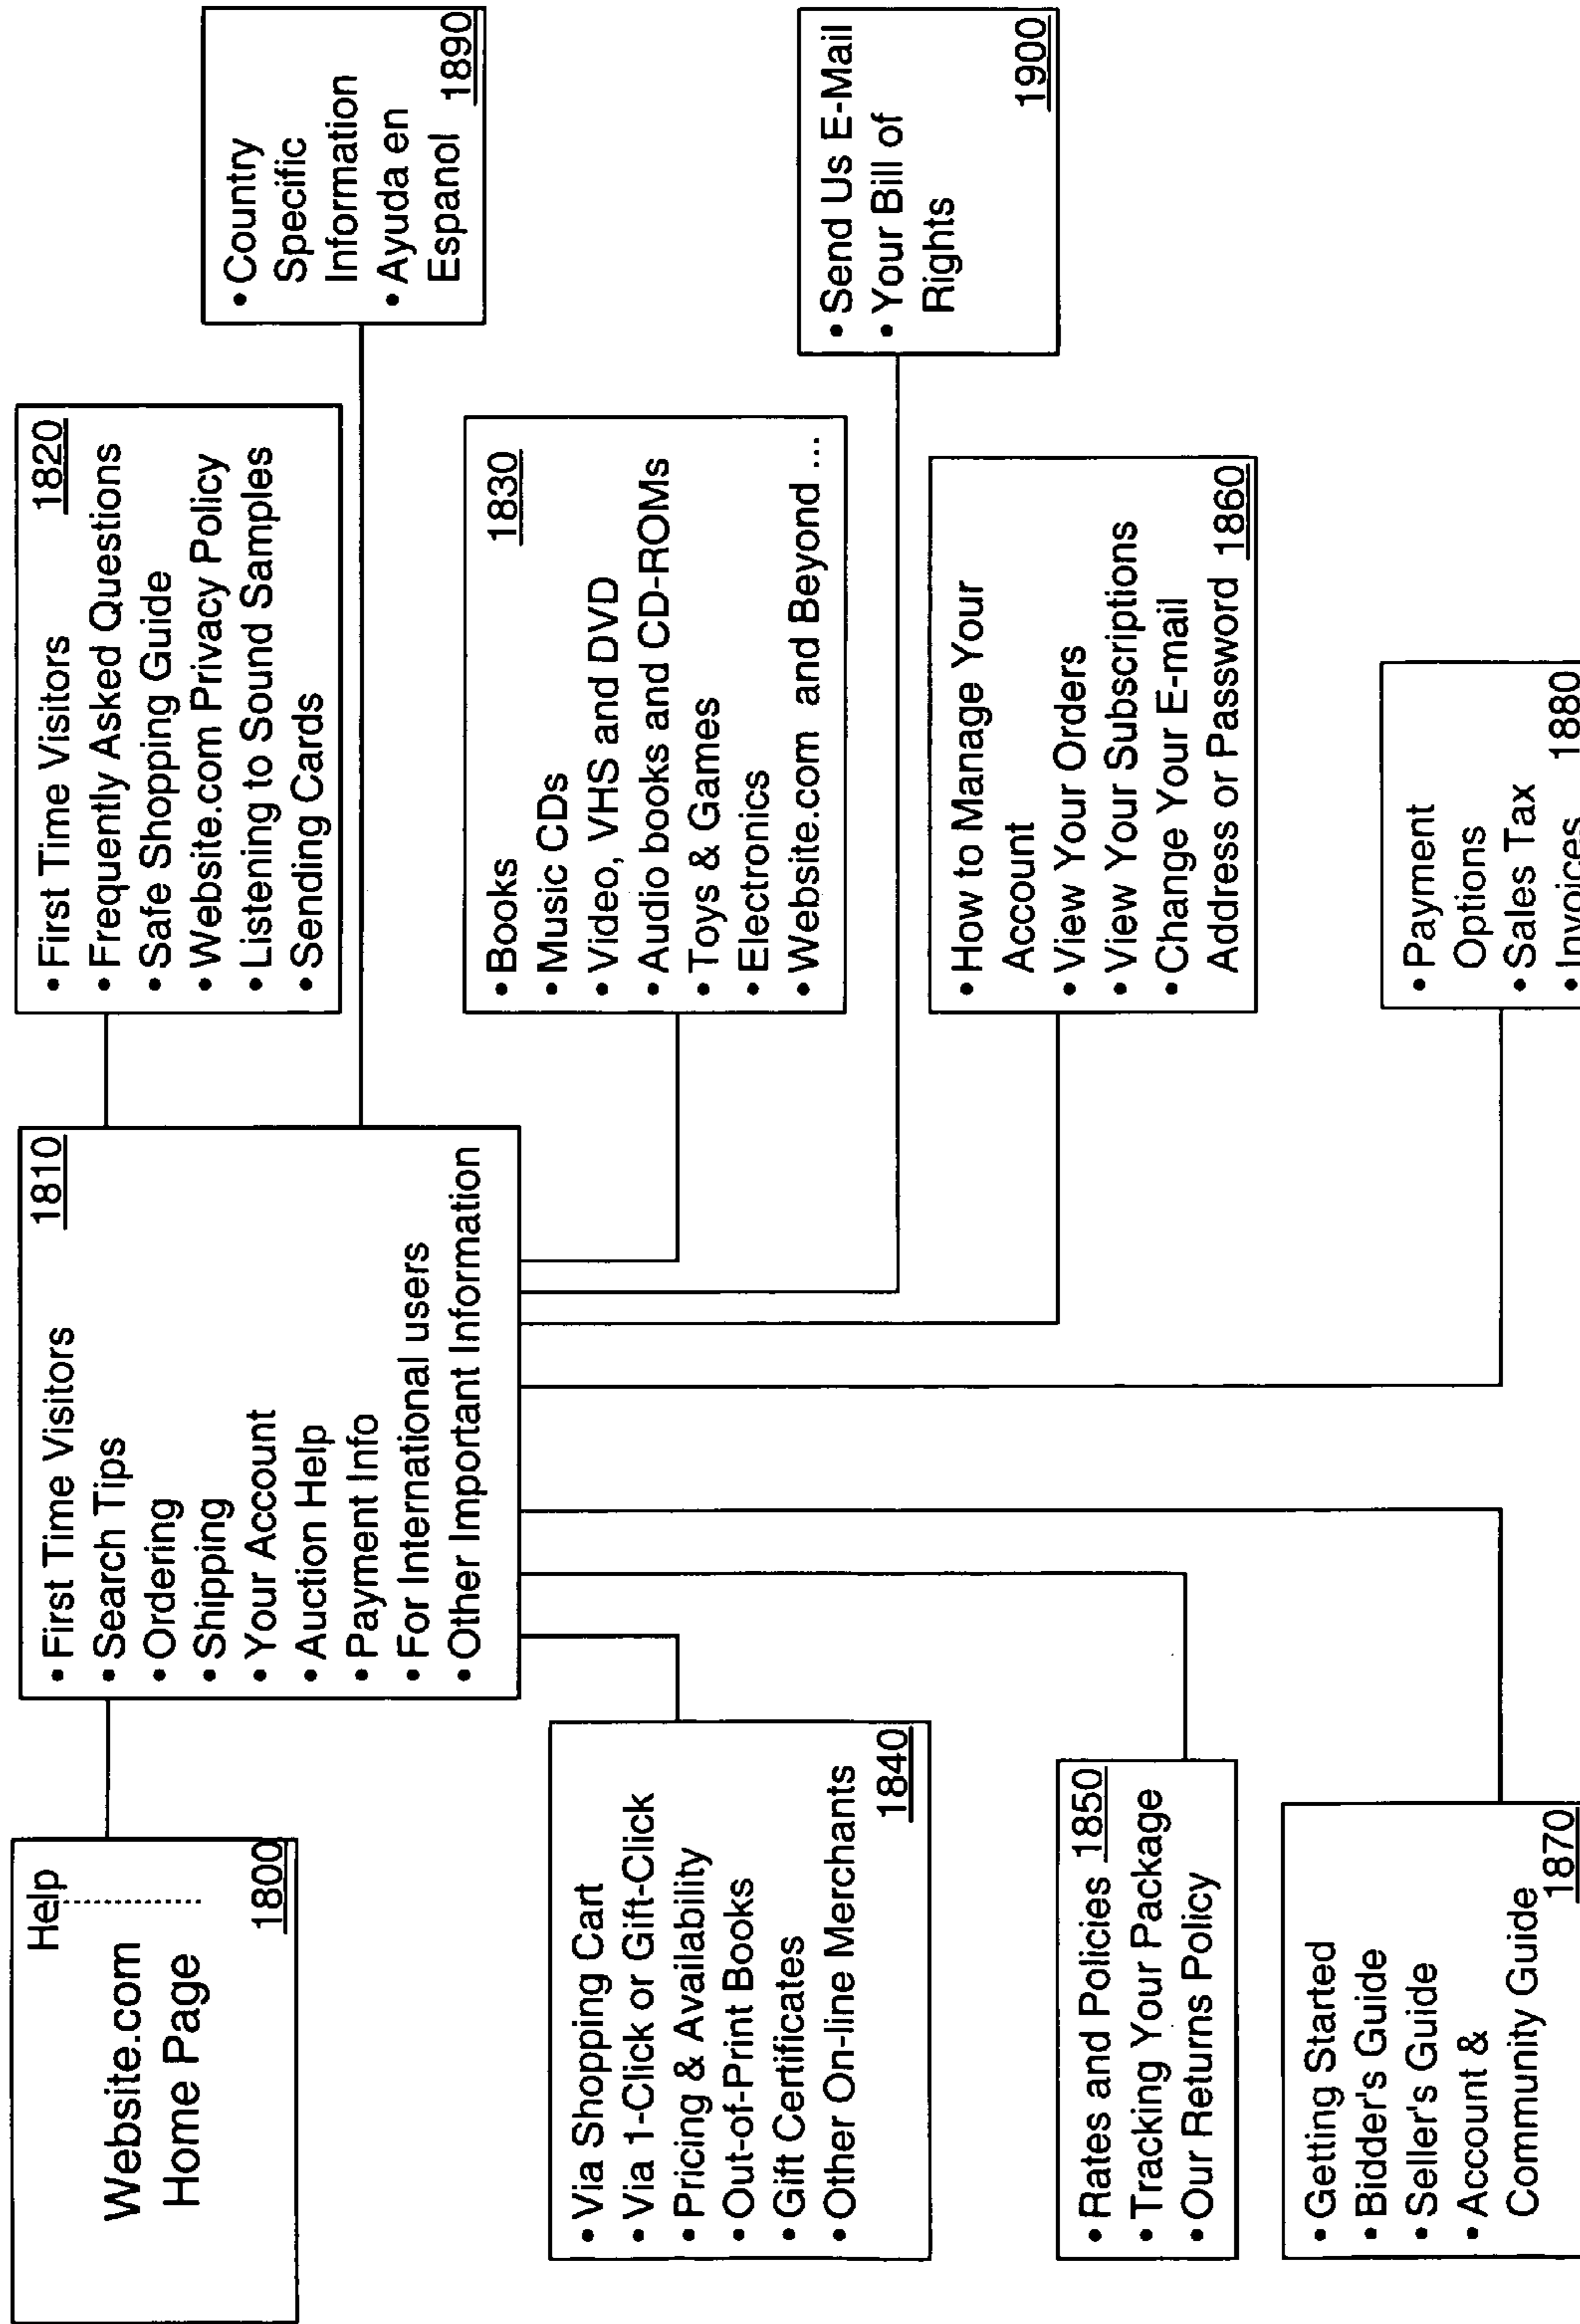 Help
Website.com
Home Page
1800
• First Time Visitors
1810
• Search Tips
• Ordering
• Shipping
• Your Account
• Auction Help
• Payment Info
• For International users
• Other Important Information
• First Time Visitors
1820
• Frequently Asked Questions
• Safe Shopping Guide
• Website.com Privacy Policy
• Listening to Sound Samples
• Sending Cards
• Country
Specific
Information
• Ayuda en
Espanol 1890
• Books
1830
• Music CDs
• Video, VHS and DVD
• Audio books and CD-ROMs
• Toys & Games
• Electronics
• Website.com and Beyond ...
• Via Shopping Cart
• Via 1-Click or Gift-Click
• Pricing & Availability
• Out-of-Print Books
• Gift Certificates
• Other On-line Merchants
1840
• Send Us E-Mail
• Your Bill of
Rights
1900
• How to Manage Your
Account
• View Your Orders
• View Your Subscriptions
• Change Your E-mail
Address or Password 1860
• Rates and Policies 1850
• Tracking Your Package
• Our Returns Policy
• Getting Started
• Bidder's Guide
• Seller's Guide
• Account &
Community Guide
1870
• Payment
Options
• Sales Tax
• Invoices 1880